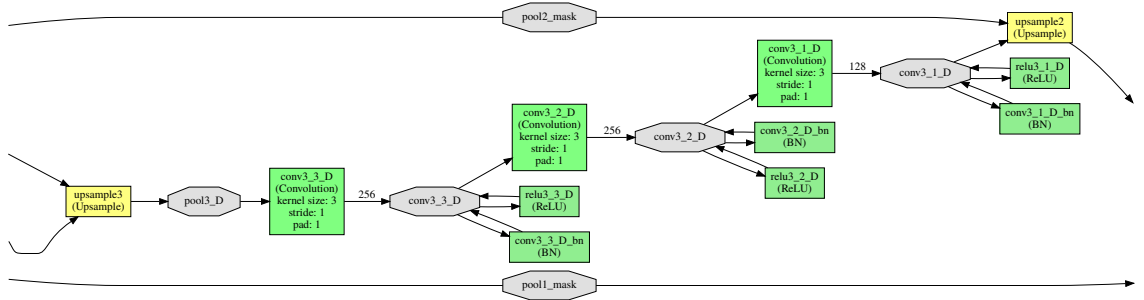 pool2_mask
upsample2
(Upsample)
conv3_1_D
(Convolution)
kernel size: 3
stride: 1
pad: 1
128
conv3_1_D
relu3_1_D
(ReLU)
conv3_1_D_bn
(BN)
conv3_2_D
(Convolution)
kernel size: 3
stride: 1
pad: 1
256
conv3_2_D
conv3_2_D_bn
(BN)
relu3_2_D
(ReLU)
upsample3
(Upsample)
pool3_D
conv3_3_D
(Convolution)
kernel size: 3
stride: 1
pad: 1
256
conv3_3_D
relu3_3_D
(ReLU)
conv3_3_D_bn
(BN)
pool1_mask